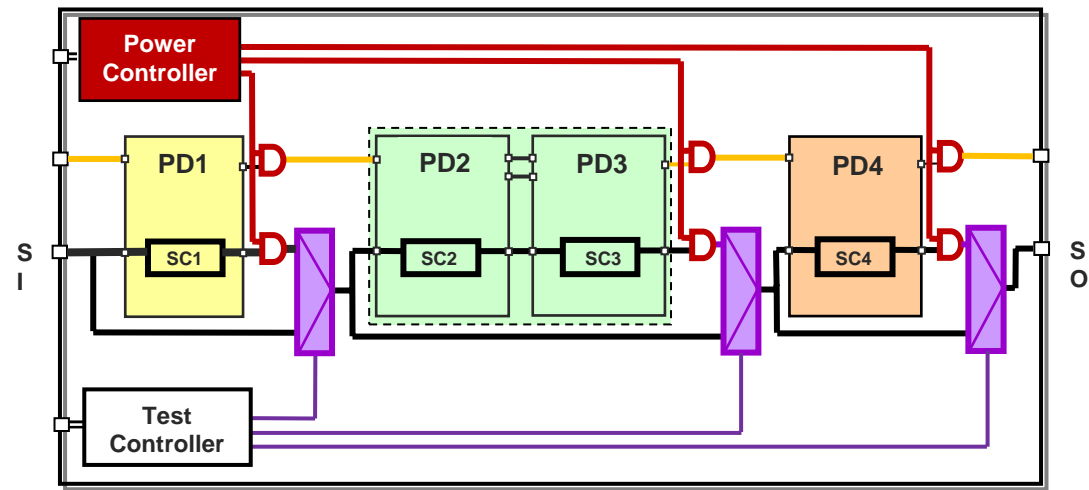 Power
Controller
PD1
PD2
PD3
PD4
S
I
SC1
SC2
SC3
SC4
S
O
Test
Controller